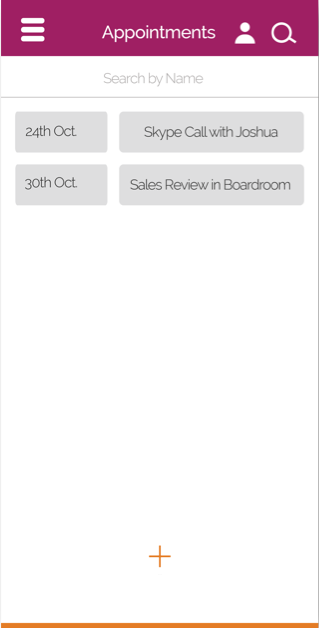 Appointments
Search by Name
24th Oct.
Skype Call with Joshua
30th Oct.
Sales Review in Boardroom